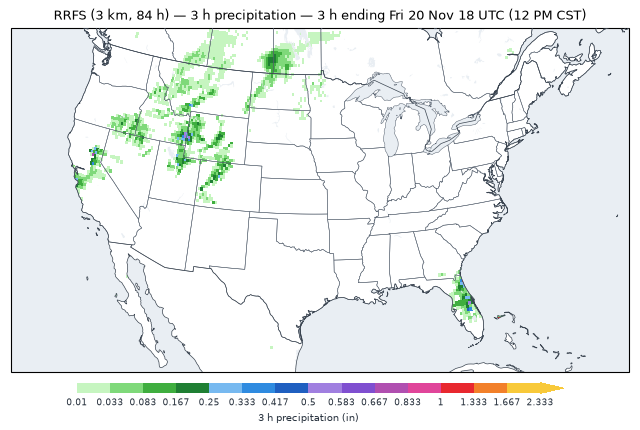 RRFS (3 km, 84 h) — 3 h precipitation — 3 h ending Fri 20 Nov 18 UTC (12 PM CST)
0.01 0.033 0.083 0.167 0.25 0.333 0.417 0.5 0.583 0.667 0.833 1 1.333 1.667 2.333
3 h precipitation (in)